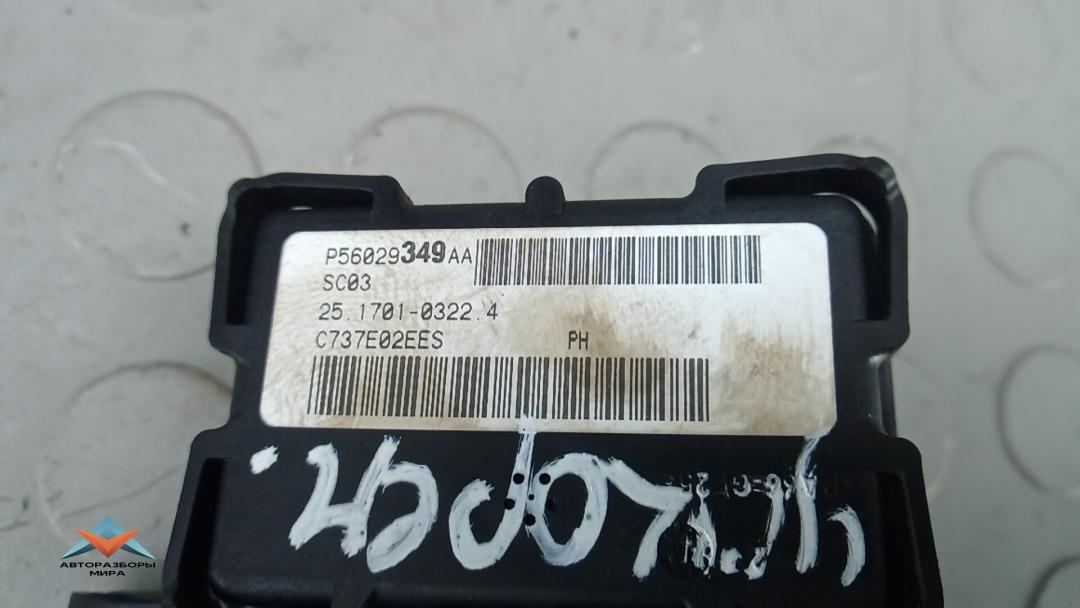 P56029349AA
SC03
25.1701-0322.4
C737E02EES PH
АВТОРАЗБОРЫ
МИРА